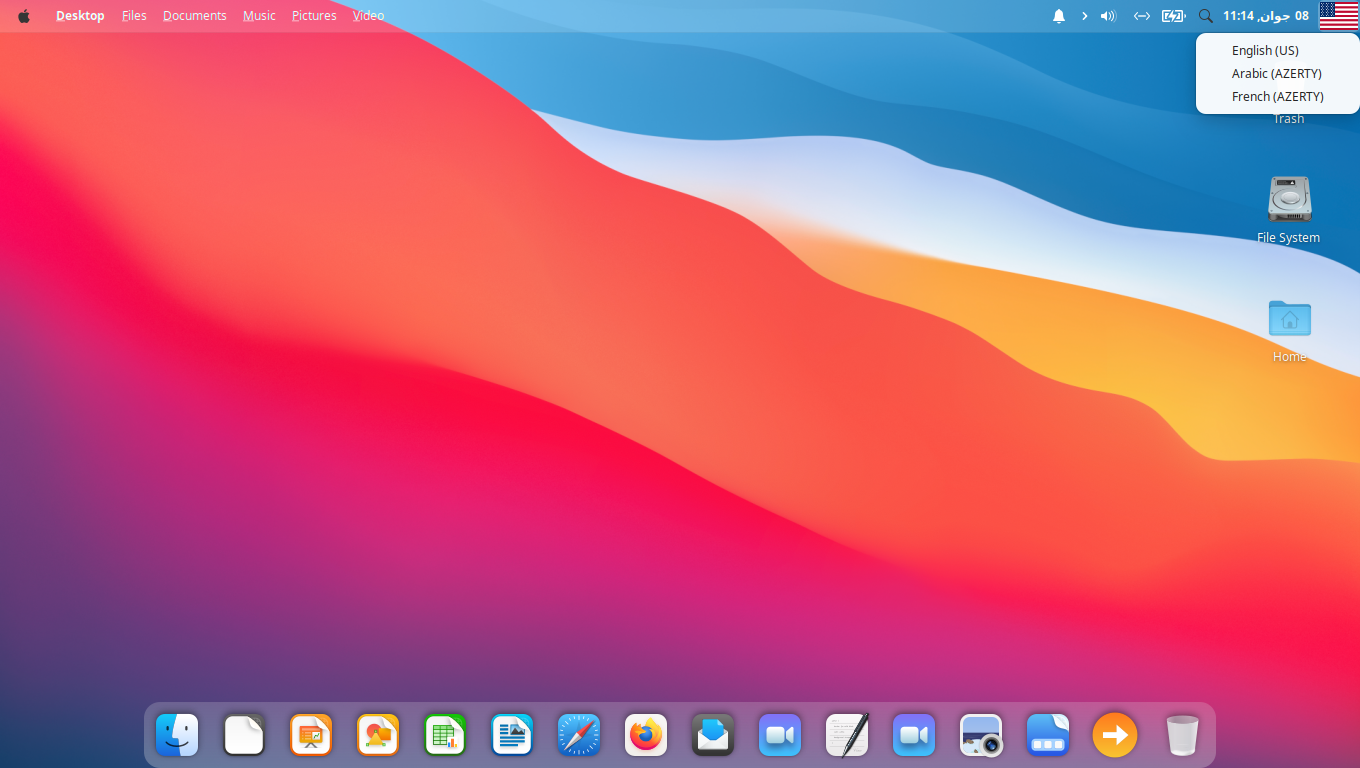 Desktop Files Documents Music Pictures Video
08 جوان, 11:14
English (US)
Arabic (AZERTY)
French (AZERTY)
Trash
File System
Home